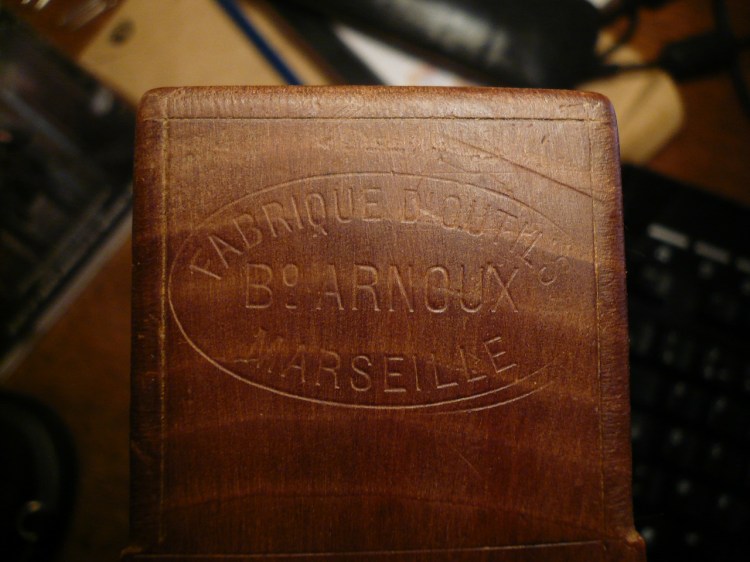 FABRIQUE D'OUTILS
Bº ARNOUX
MARSEILLE